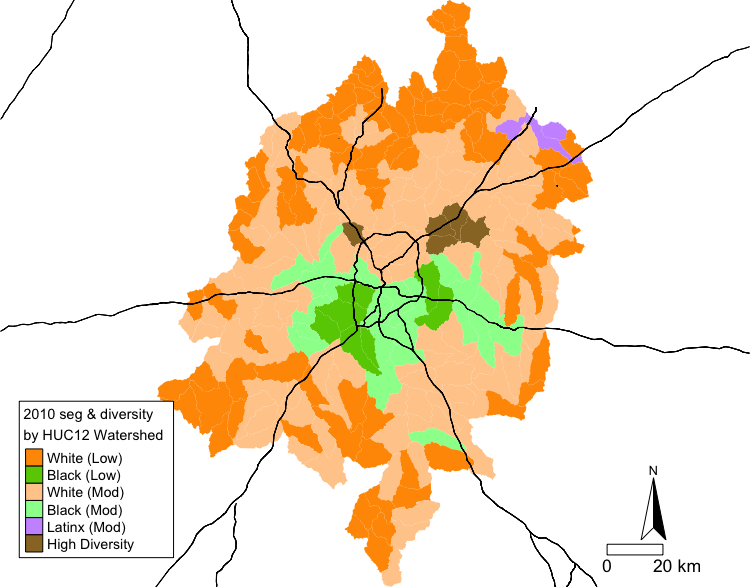 2010 seg & diversity
by HUC12 Watershed
White (Low)
Black (Low)
White (Mod)
Black (Mod)
Latinx (Mod)
High Diversity
N
0 20 km